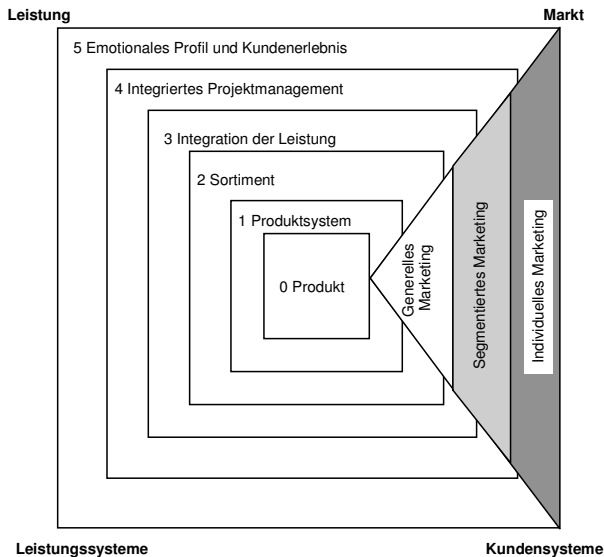 Leistung
Markt
5 Emotionales Profil und Kundenerlebnis
4 Integriertes Projektmanagement
3 Integration der Leistung
2 Sortiment
1 Produktsystem
0 Produkt
Generelles
Marketing
Segmentiertes Marketing
Individuelles Marketing
Leistungssysteme
Kundensysteme